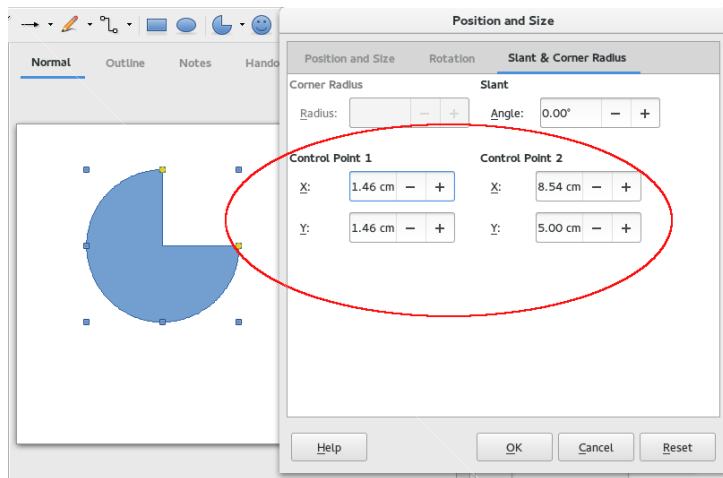 Position and Size
Normal Outline Notes Hando
Position and Size Rotation Slant & Corner Radius
Corner Radius Slant
Radius: Angle: 0.00°
Control Point 1 Control Point 2
X: 1.46 cm X: 8.54 cm
Y: 1.46 cm Y: 5.00 cm
Help OK Cancel Reset